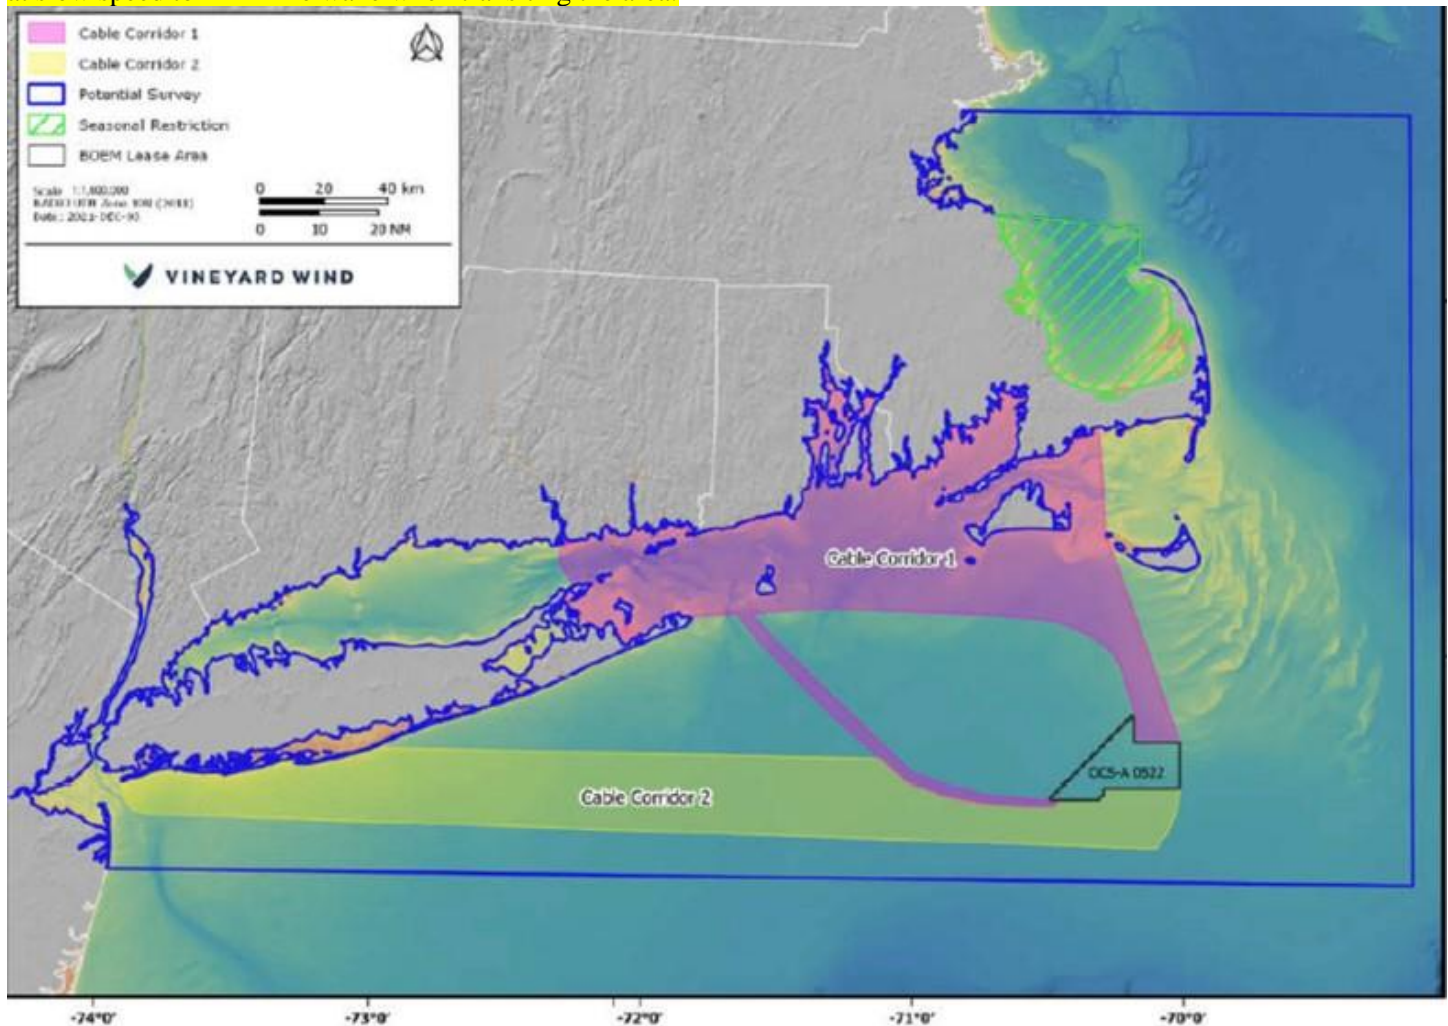 Cable Corridor 1
Cable Corridor 2
Potential Survey
Seasonal Restriction
BOEM Lease Area
0 20 40 km
0 10 20 NM
VINEYARD WIND
Cable Corridor 1
OCS-A 0522
Cable Corridor 2
-74°0' -73°0' -72°0' -71°0' -70°0'